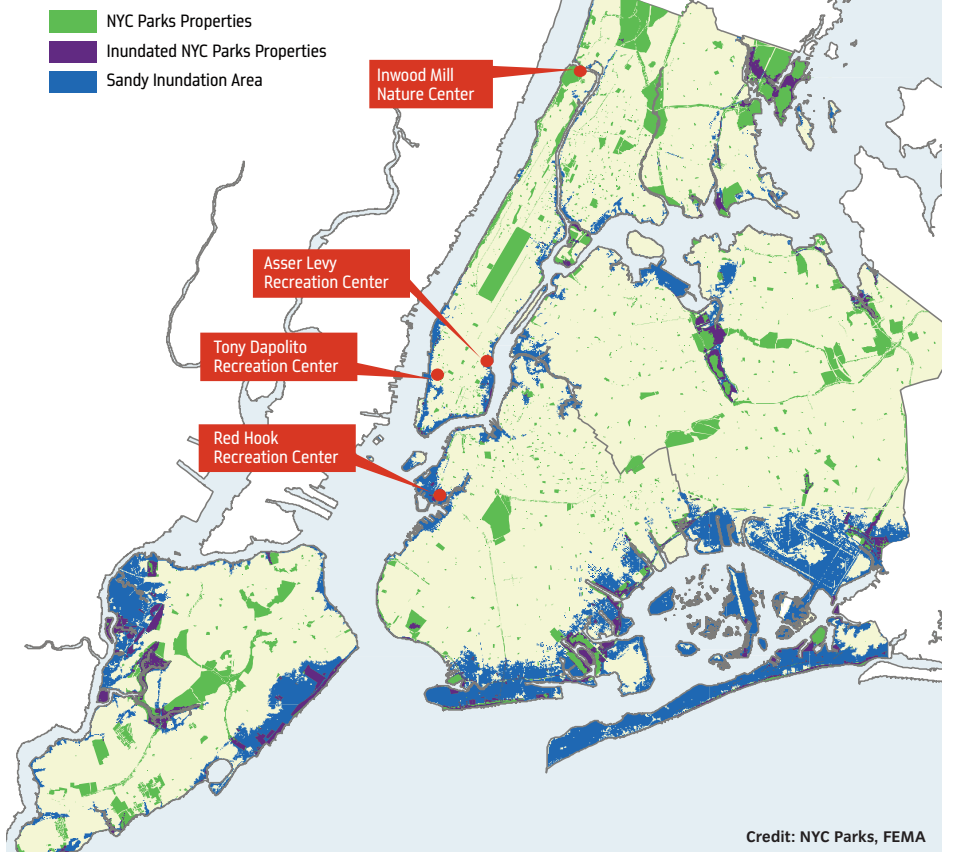 NYC Parks Properties
Inundated NYC Parks Properties
Sandy Inundation Area
Inwood Mill
Nature Center
Asser Levy
Recreation Center
Tony Dapolito
Recreation Center
Red Hook
Recreation Center
Credit: NYC Parks, FEMA